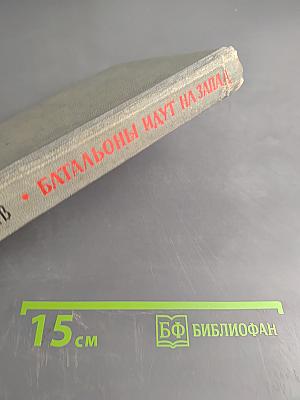 В • БАТАЛЬОНЫ ИДУТ НА ЗАПАД
15 см
БФ БИБЛИОФАН